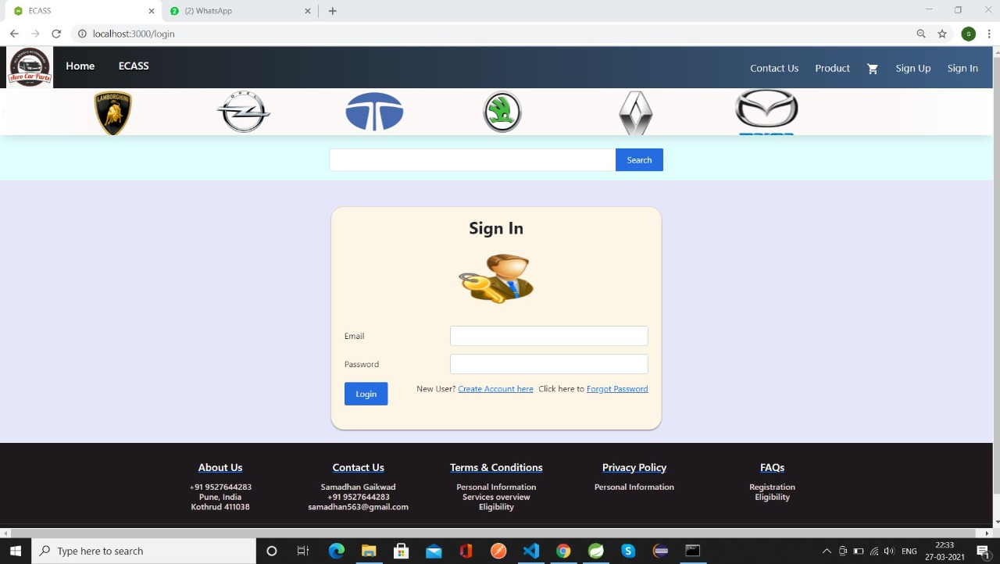 ECASS
(2) WhatsApp
localhost:3000/login
S
Aero Car Parts
Home
ECASS
Contact Us
Product
Sign Up
Sign In
LAMBORGHINI
OPEL
Search
Sign In
Email
Password
Login
New User? Create Account here Click here to Forgot Password
About Us
+91 9527644283
Pune, India
Kothrud 411038
Contact Us
Samadhan Gaikwad
+91 9527644283
samadhan563@gmail.com
Terms & Conditions
Personal Information
Services overview
Eligibility
Privacy Policy
Personal Information
FAQs
Registration
Eligibility
Type here to search
ENG
22:33
27-03-2021
1